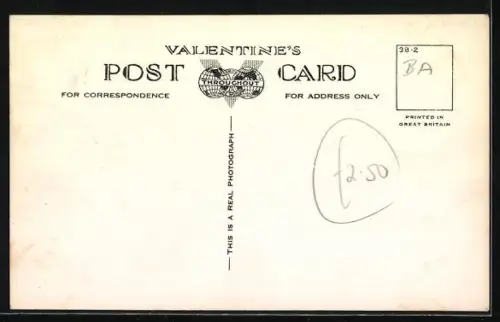 VALENTINE'S
POST CARD
THROUGHOUT
FOR CORRESPONDENCE
FOR ADDRESS ONLY
38-2
BA
PRINTED IN
GREAT BRITAIN
THIS IS A REAL PHOTOGRAPH
£2.50